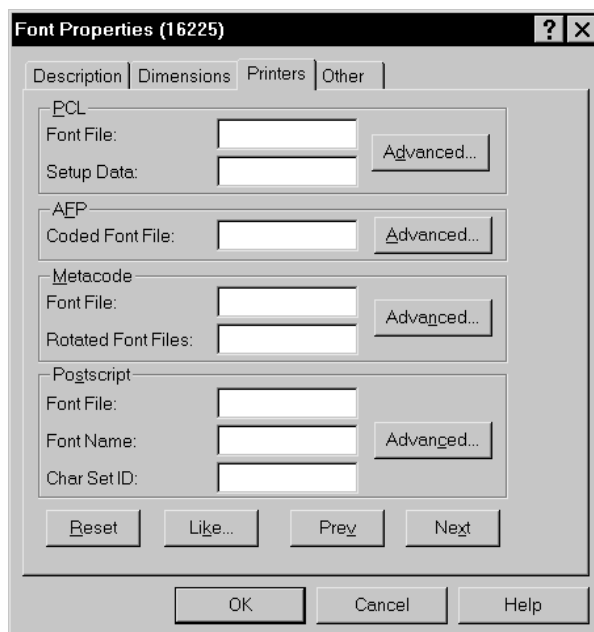 Font Properties (16225)
Description Dimensions Printers Other
PCL
Font File:
Setup Data:
Advanced...
AFP
Coded Font File:
Advanced...
Metacode
Font File:
Rotated Font Files:
Advanced...
Postscript
Font File:
Font Name:
Char Set ID:
Advanced...
Reset Like... Prev Next
OK Cancel Help